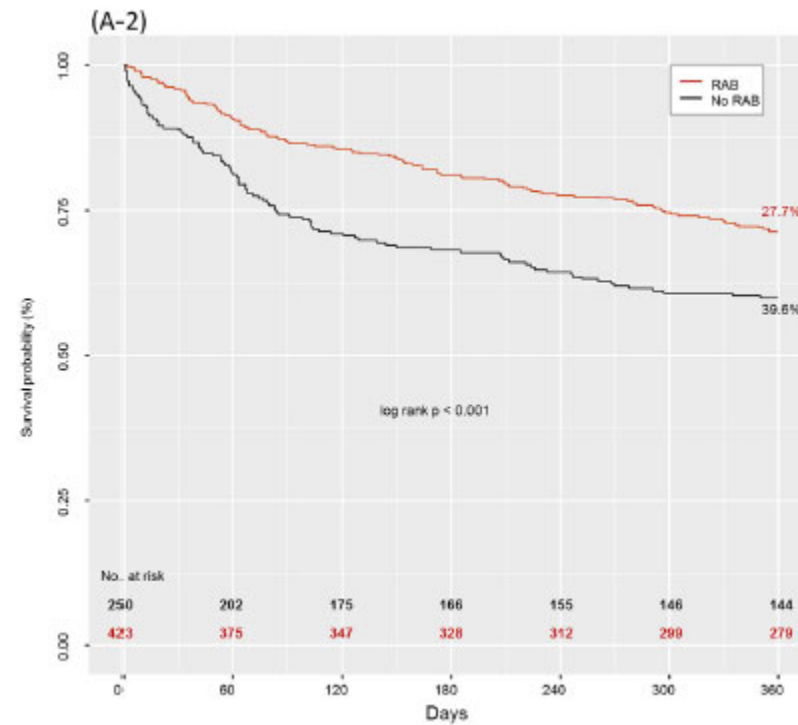 (A-2)
1.00
0.75
0.50
0.25
0.00
Survival probability (%)
RAB
No RAB
27.7%
39.6%
log rank p < 0.001
No.. at risk
250 202 175 166 155 146 144
423 375 347 328 312 299 279
0 60 120 180 240 300 360
Days